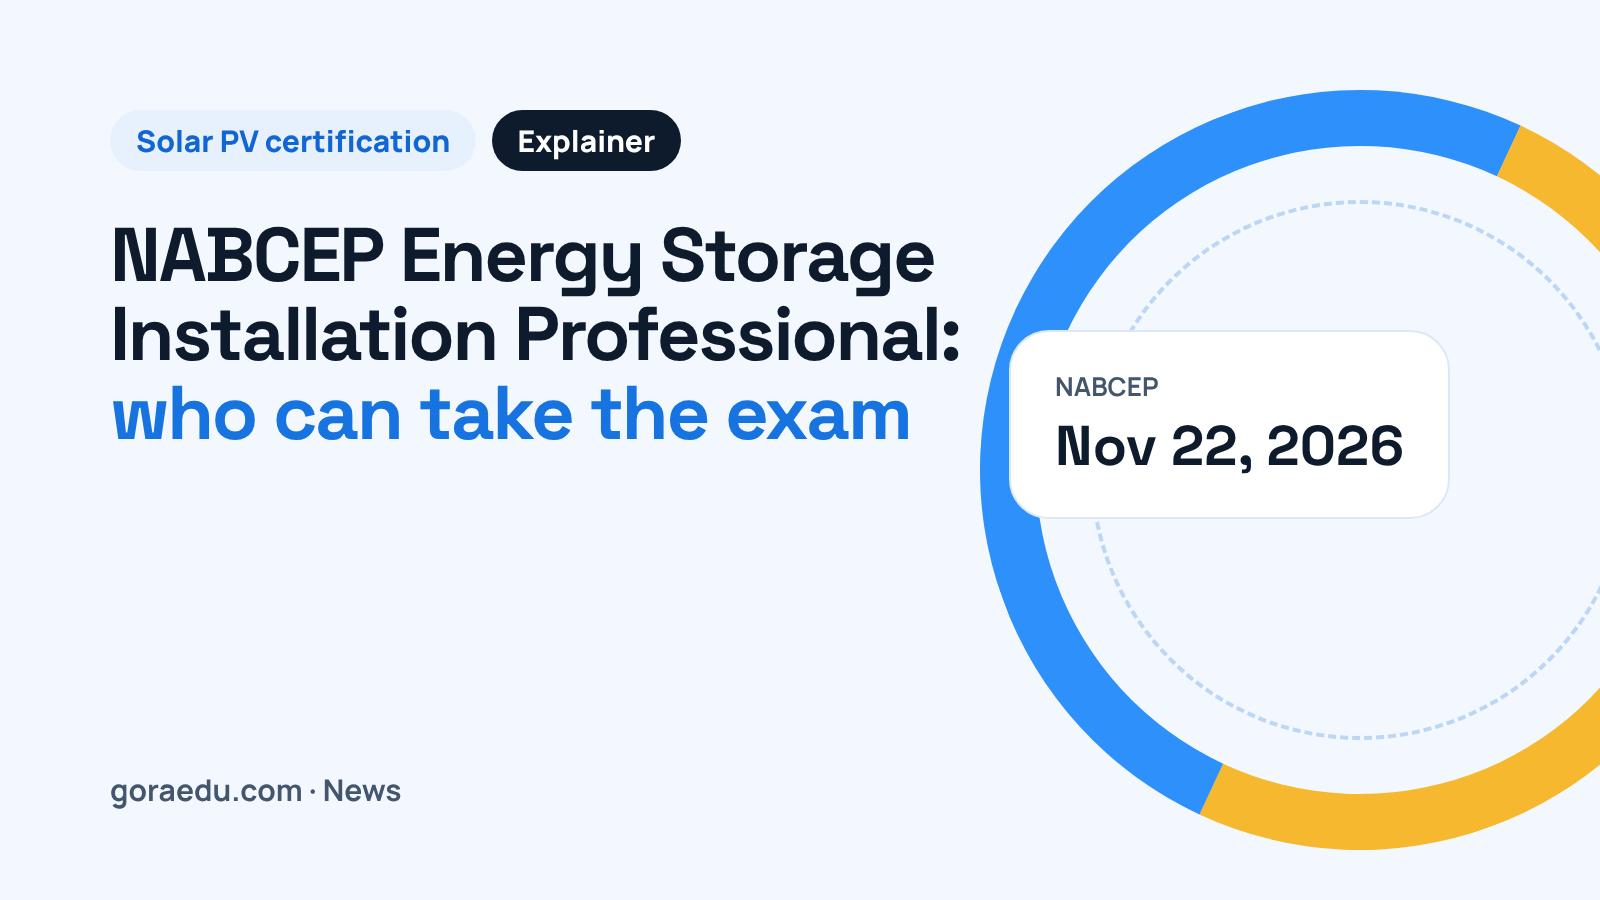 Solar PV certification
Explainer
NABCEP Energy Storage
Installation Professional:
who can take the exam
NABCEP
Nov 22, 2026
goraedu.com · News